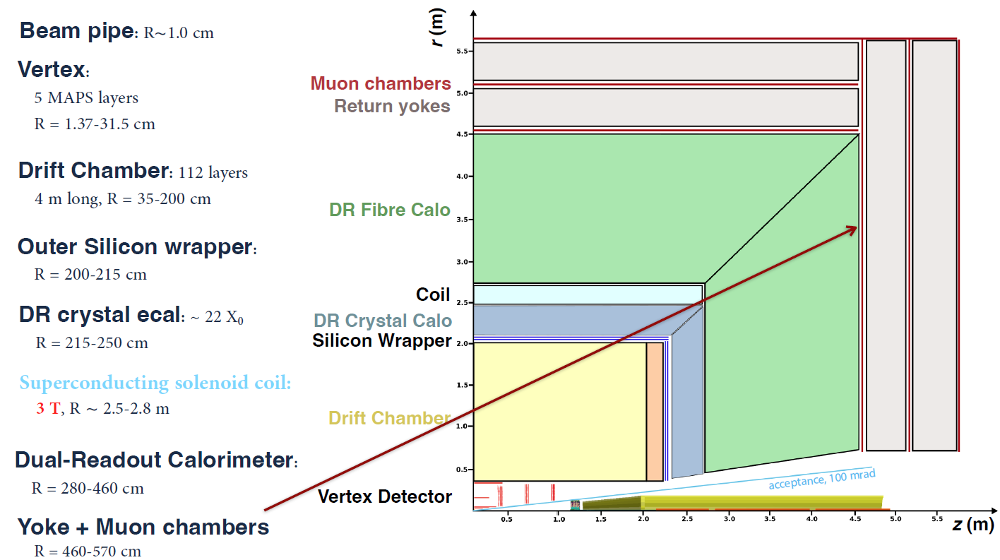 Beam pipe: R~1.0 cm
Vertex:
5 MAPS layers
R = 1.37-31.5 cm
Drift Chamber: 112 layers
4 m long, R = 35-200 cm
Outer Silicon wrapper:
R = 200-215 cm
DR crystal ecal: ~ 22 X₀
R = 215-250 cm
Superconducting solenoid coil:
3 T, R ~ 2.5-2.8 m
Dual-Readout Calorimeter:
R = 280-460 cm
Yoke + Muon chambers
R = 460-570 cm
r (m)
Muon chambers
Return yokes
DR Fibre Calo
Coil
DR Crystal Calo
Silicon Wrapper
Drift Chamber
Vertex Detector
5.5
5.0
4.5
4.0
3.5
3.0
2.5
2.0
1.5
1.0
0.5
acceptance, 100 mrad
0.5 1.0 1.5 2.0 2.5 3.0 3.5 4.0 4.5 5.0 5.5
z (m)